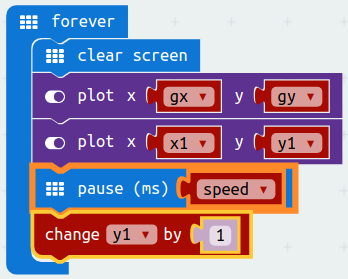 forever
clear screen
plot x gx y gy
plot x x1 y y1
pause (ms) speed
change y1 by 1